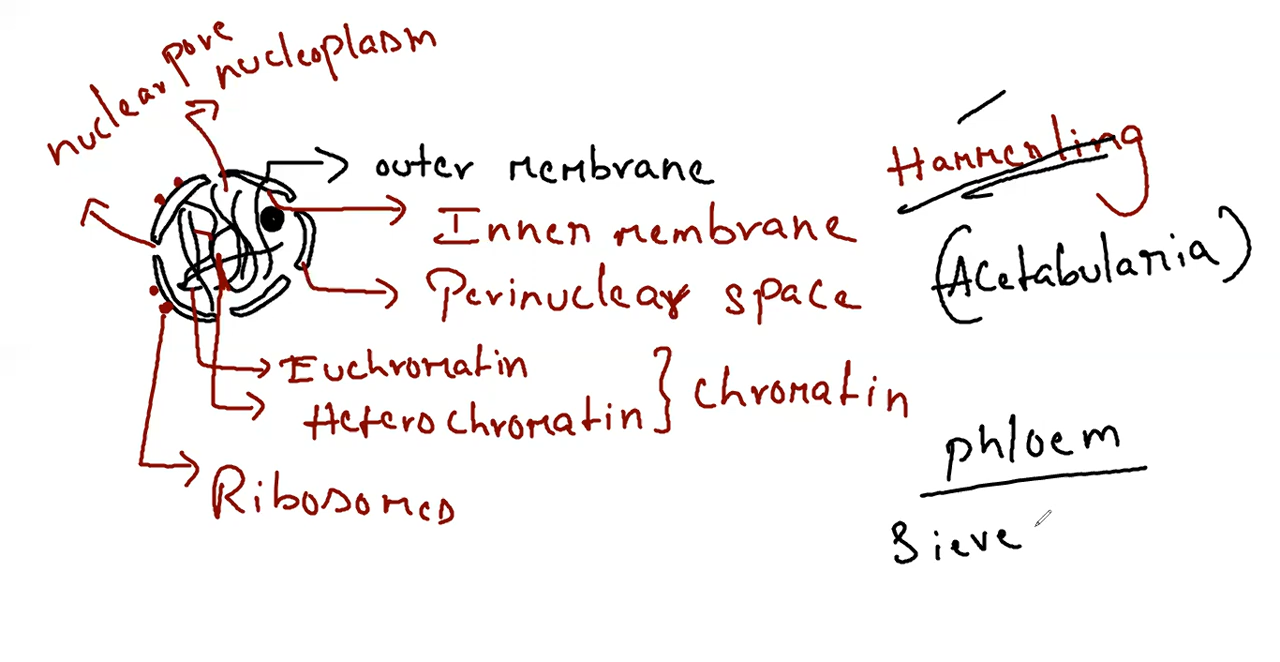 nuclear pore
nucleoplasm
outer membrane
Inner membrane
Perinuclear space
Euchromatin
Heterochromatin } chromatin
Ribosomes
Hammerling
(Acetabularia)
phloem
Sieve